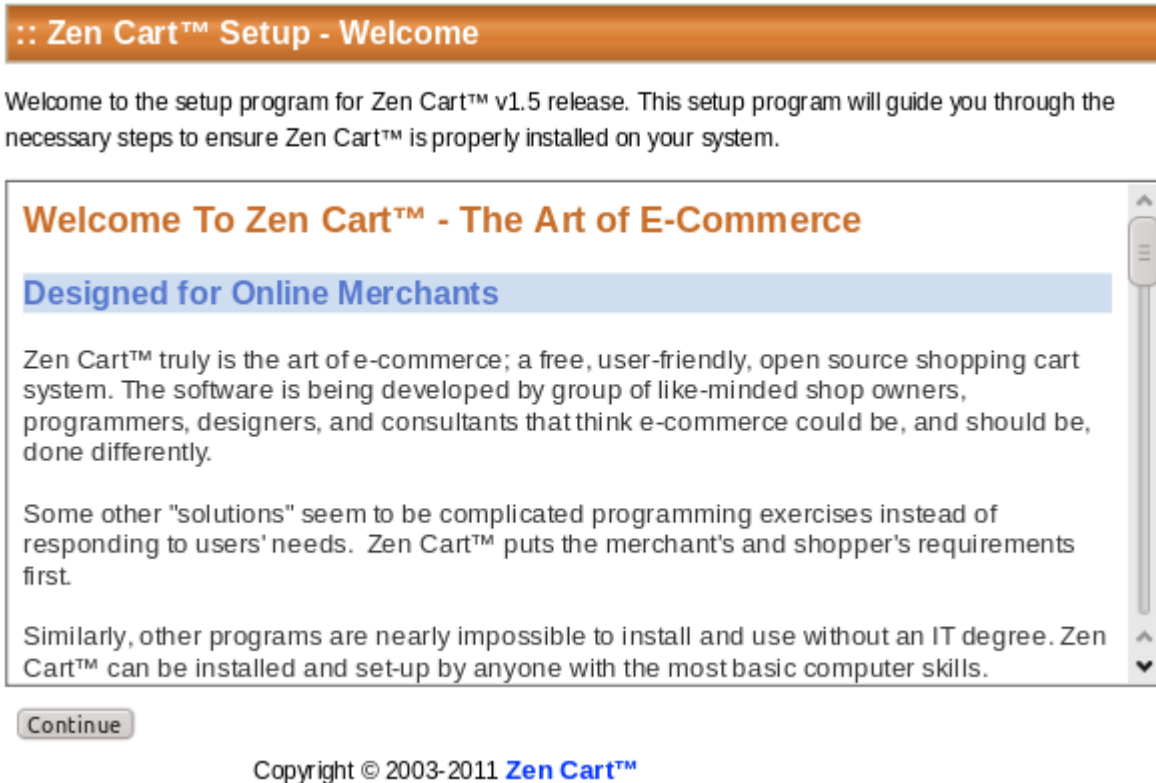 :: Zen Cart™ Setup - Welcome
Welcome to the setup program for Zen Cart™ v1.5 release. This setup program will guide you through the
necessary steps to ensure Zen Cart™ is properly installed on your system.
Welcome To Zen Cart™ - The Art of E-Commerce
Designed for Online Merchants
Zen Cart™ truly is the art of e-commerce; a free, user-friendly, open source shopping cart
system. The software is being developed by group of like-minded shop owners,
programmers, designers, and consultants that think e-commerce could be, and should be,
done differently.
Some other "solutions" seem to be complicated programming exercises instead of
responding to users' needs.  Zen Cart™ puts the merchant's and shopper's requirements
first.
Similarly, other programs are nearly impossible to install and use without an IT degree. Zen
Cart™ can be installed and set-up by anyone with the most basic computer skills.
Continue
Copyright © 2003-2011 Zen Cart™